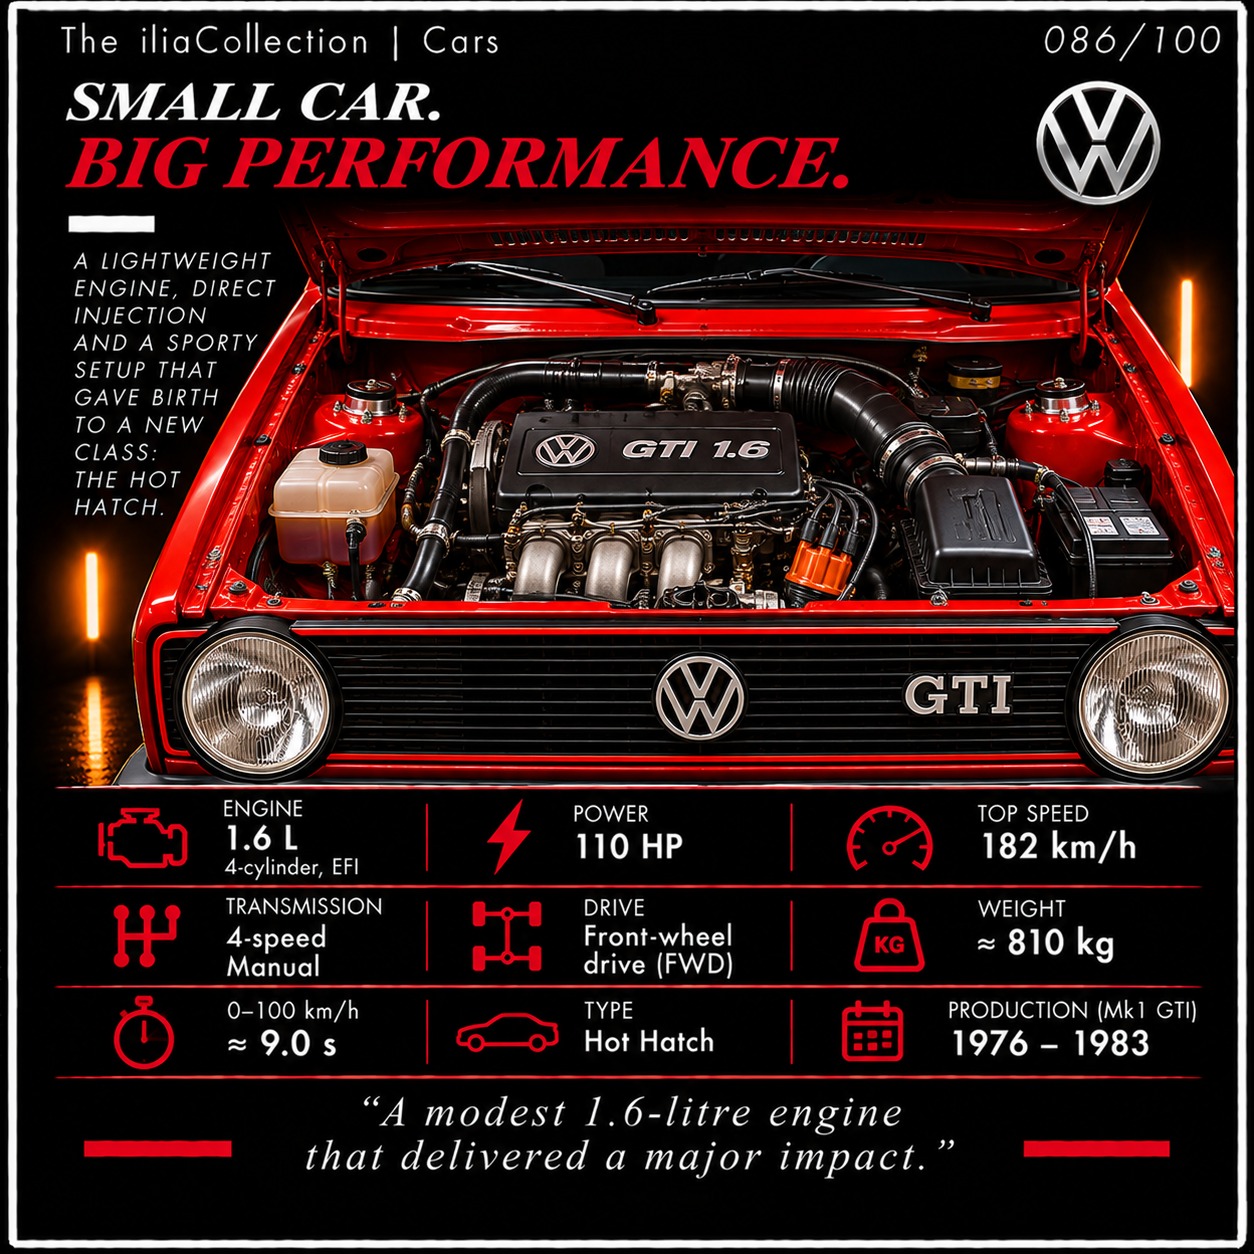 The iliaCollection | Cars
086/100
SMALL CAR.
BIG PERFORMANCE.
A LIGHTWEIGHT
ENGINE, DIRECT
INJECTION
AND A SPORTY
SETUP THAT
GAVE BIRTH
TO A NEW
CLASS:
THE HOT
HATCH.
GTI 1.6
GTI
ENGINE
1.6 L
4-cylinder, EFI
POWER
110 HP
TOP SPEED
182 km/h
TRANSMISSION
4-speed
Manual
DRIVE
Front-wheel
drive (FWD)
KG
WEIGHT
≈ 810 kg
0–100 km/h
≈ 9.0 s
TYPE
Hot Hatch
PRODUCTION (Mk1 GTI)
1976 – 1983
“A modest 1.6-litre engine
that delivered a major impact.”